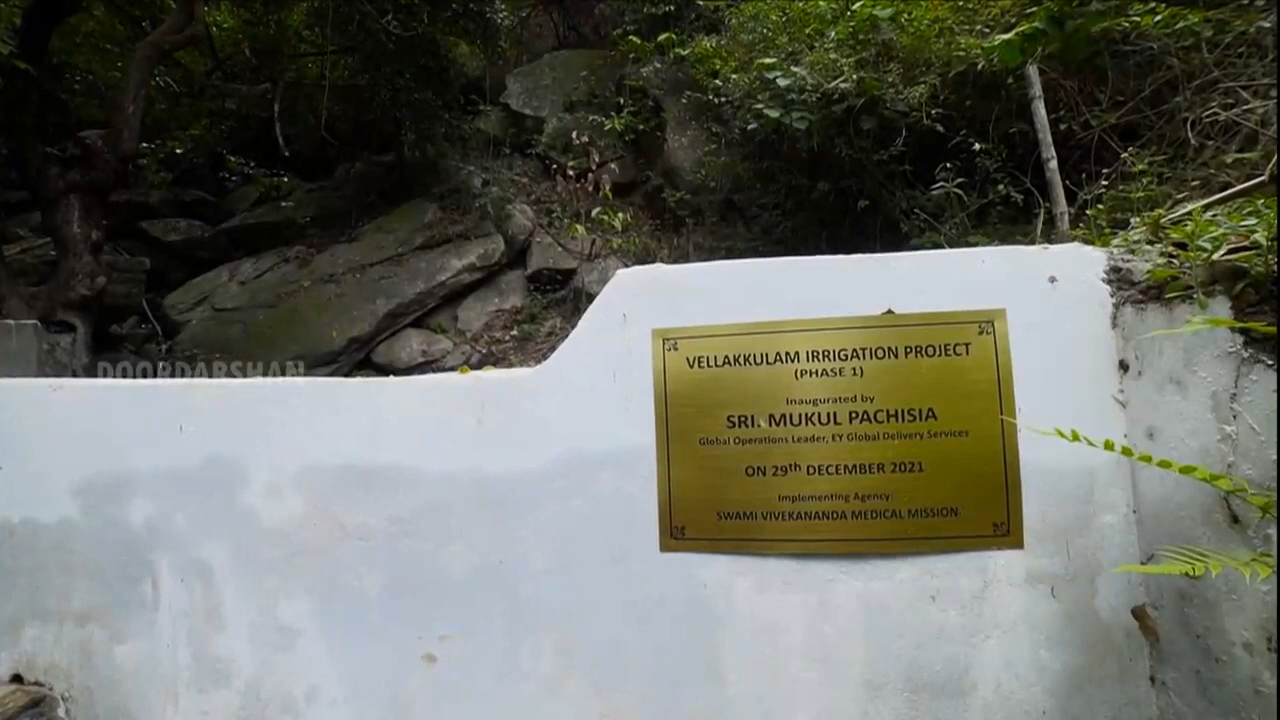 VELLAKKULAM IRRIGATION PROJECT
(PHASE 1)
Inaugurated by
SRI. MUKUL PACHISIA
Global Operations Leader, EY Global Delivery Services
ON 29th DECEMBER 2021
Implementing Agency:
SWAMI VIVEKANANDA MEDICAL MISSION
DOORDARSHAN